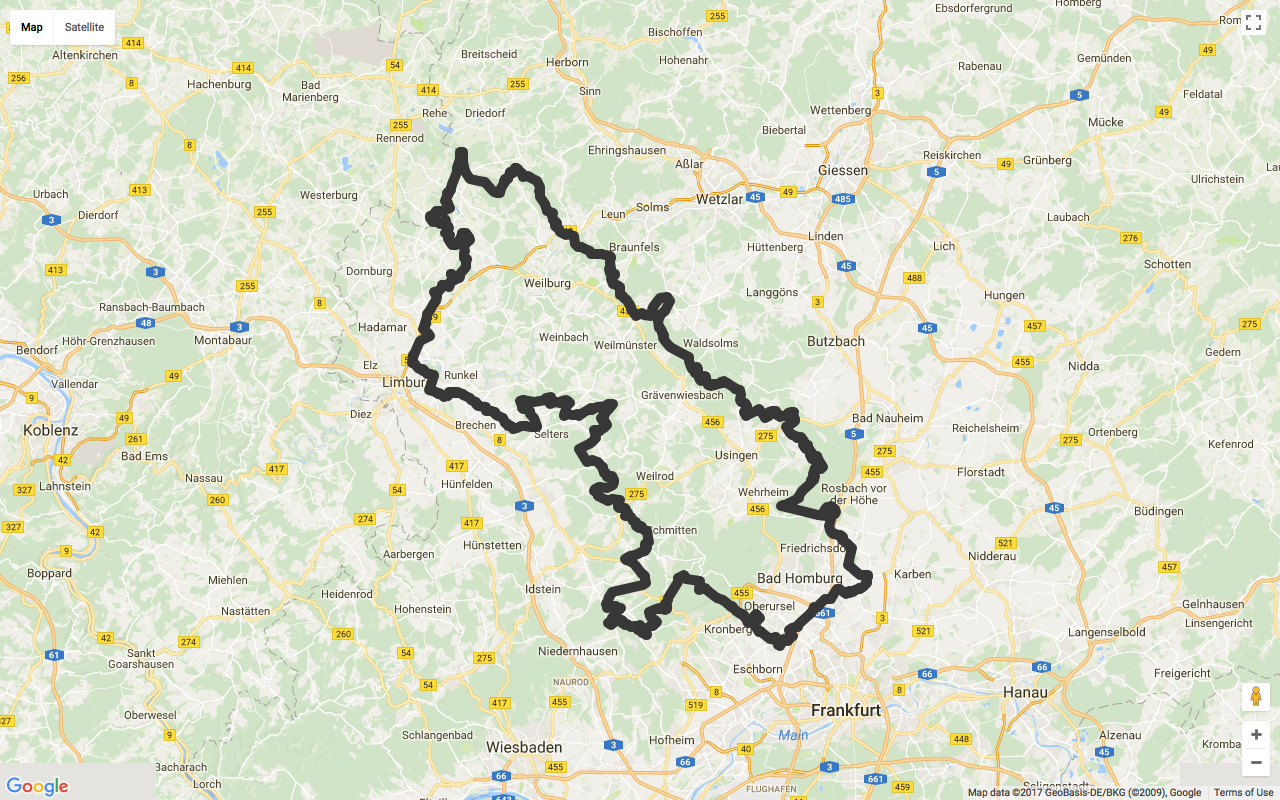 Map
Satellite
255
Bischoffen
Ebsdorfergrund
Homberg
Altenkirchen
414
Breitscheid
Herborn
Hohenahr
Rabenau
Gemünden
49
256
8
Hachenburg
Bad
Marienberg
414
54
414
255
Driedorf
Sinn
3
5
Feldatal
Rehe
255
Rennerod
Wettenberg
Mücke
49
8
Ehringshausen
Aßlar
Biebertal
Reiskirchen
49
Grünberg
Giessen
5
Ulrichstein
Urbach
413
Westerburg
Wetzlar
45
49
485
3
Dierdorf
255
Leun
Solms
Laubach
Linden
276
Braunfels
Hüttenberg
Lich
45
Schotten
413
3
Dornburg
488
255
Weilburg
Langgöns
Hungen
Ransbach-Baumbach
8
3
48
3
Hadamar
45
457
275
Höhr-Grenzhausen
Montabaur
Weinbach
Weilmünster
Waldsolms
Butzbach
Bendorf
Gedern
455
Nidda
Elz
Runkel
49
Vallendar
Limburg
9
Grävenwiesbach
49
Diez
Brechen
456
Bad Nauheim
Koblenz
261
8
Selters
275
5
Reichelsheim
Ortenberg
275
Kefenrod
42
Bad Ems
417
417
Usingen
275
455
Florstadt
Lahnstein
Nassau
Hünfelden
Weilrod
327
54
275
Wehrheim
Rosbach vor
der Höhe
260
3
456
45
Büdingen
327
42
274
417
Schmitten
9
Aarbergen
Hünstetten
Friedrichsdo
521
Nidderau
Boppard
Miehlen
Idstein
Bad Homburg
Karben
457
Heidenrod
455
Nastätten
Hohenstein
Oberursel
661
Gelnhausen
3
Linsengericht
42
274
260
Kronberg
521
Langenselbold
61
Sankt
Goarshausen
54
275
Niedernhausen
Eschborn
66
66
Freigericht
54
NAUROD
8
8
Hanau
Oberwesel
417
455
519
Frankfurt
9
Schlangenbad
Hofheim
Main
448
Alzenau
Wiesbaden
3
40
45
Kromba
Bacharach
455
66
3
Lorch
66
FLUGHAFEN
661
459
Google
Map data ©2017 GeoBasis-DE/BKG (©2009), Google
Terms of Use